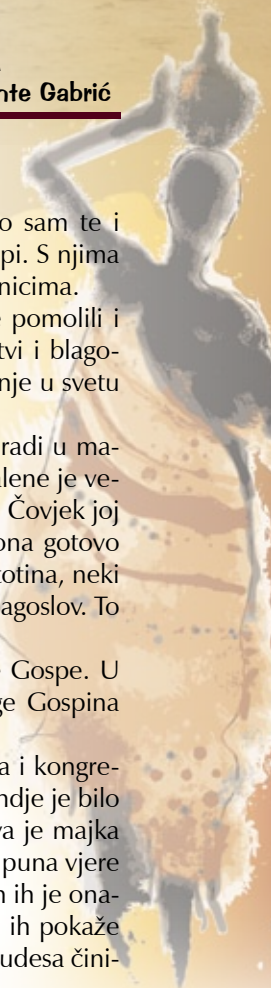 nte Gabrić
o sam te i
pi. S njima
nicima.
pomolili i
tvi i blago-
nje u svetu
radi u ma-
lene je ve-
Čovjek joj
ona gotovo
totina, neki
lagoslov. To
Gospe. U
ge Gospina
a i kongre-
ndje je bilo
va je majka
puna vjere
n ih je ona-
ih pokaže
udesa čini-